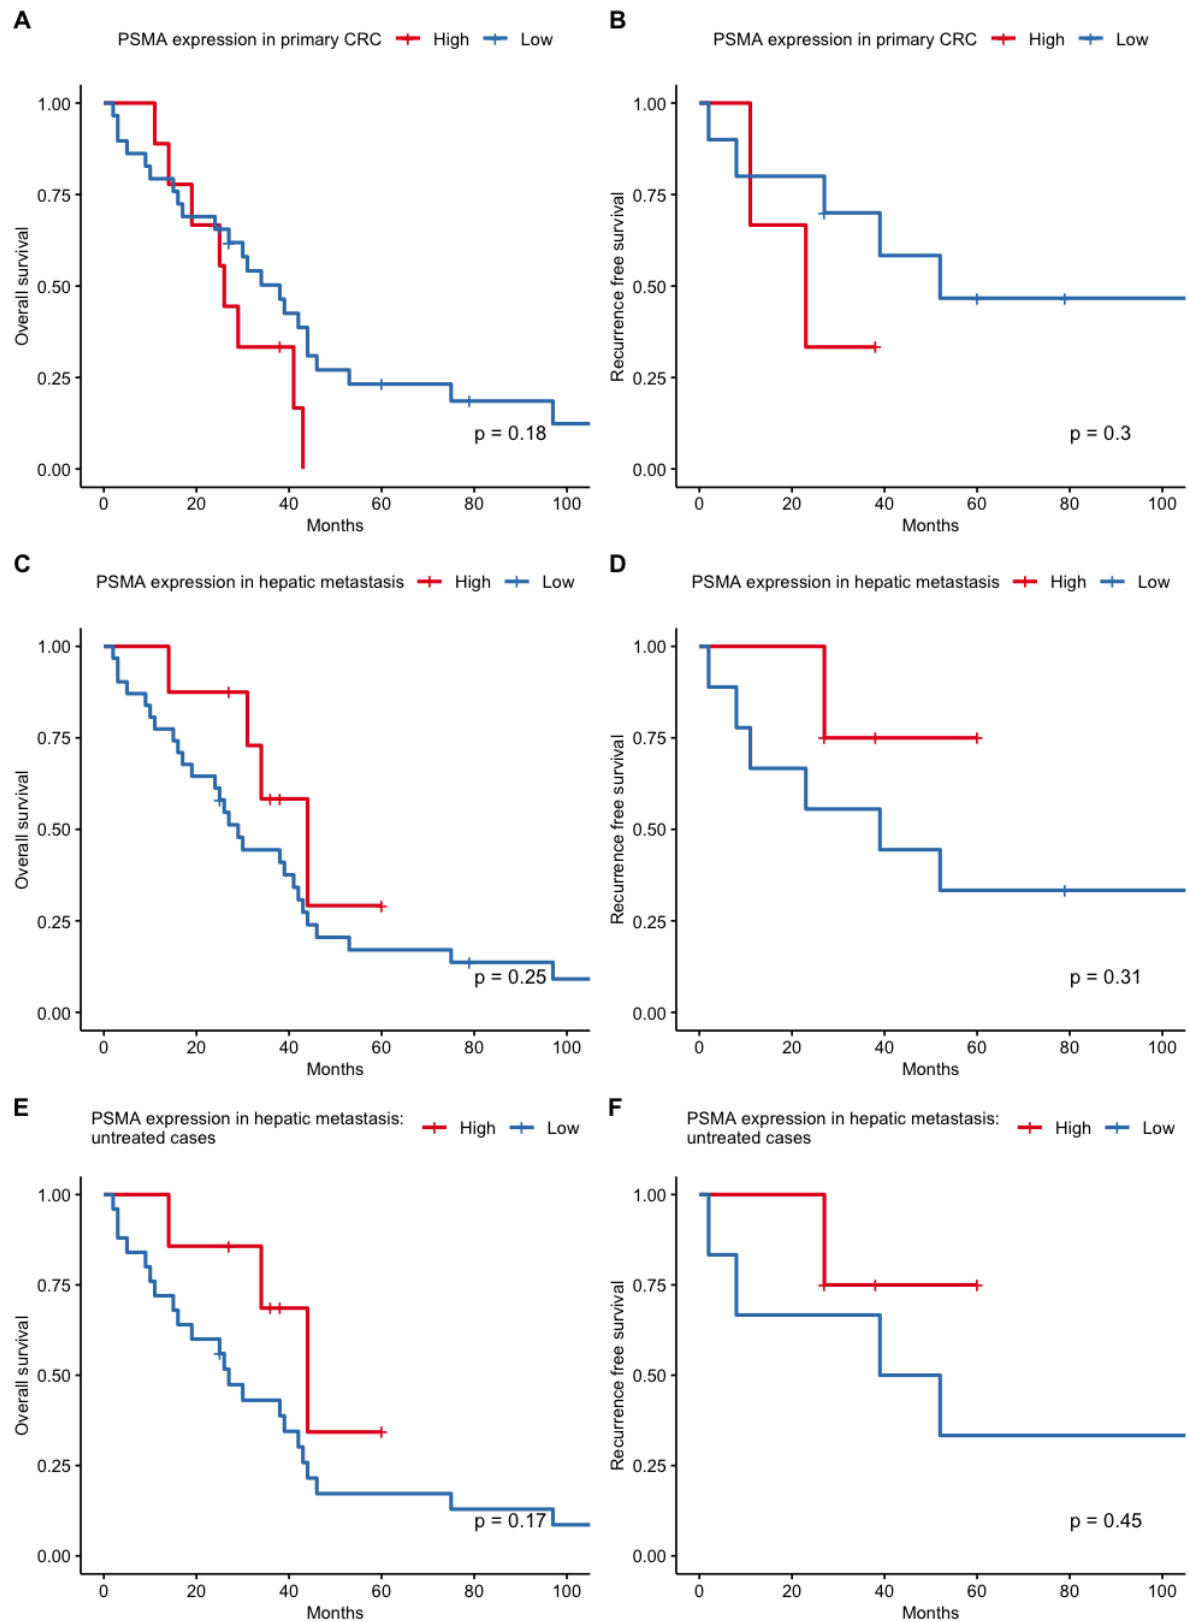 A
PSMA expression in primary CRC High Low
1.00
0.75
0.50
0.25
0.00
Overall survival
p = 0.18
0 20 40 60 80 100
Months
B
PSMA expression in primary CRC High Low
1.00
0.75
0.50
0.25
0.00
Recurrence free survival
p = 0.3
0 20 40 60 80 100
Months
C
PSMA expression in hepatic metastasis High Low
1.00
0.75
0.50
0.25
0.00
Overall survival
p = 0.25
0 20 40 60 80 100
Months
D
PSMA expression in hepatic metastasis High Low
1.00
0.75
0.50
0.25
0.00
Recurrence free survival
p = 0.31
0 20 40 60 80 100
Months
E
PSMA expression in hepatic metastasis:
untreated cases
High Low
1.00
0.75
0.50
0.25
0.00
Overall survival
p = 0.17
0 20 40 60 80 100
Months
F
PSMA expression in hepatic metastasis:
untreated cases
High Low
1.00
0.75
0.50
0.25
0.00
Recurrence free survival
p = 0.45
0 20 40 60 80 100
Months